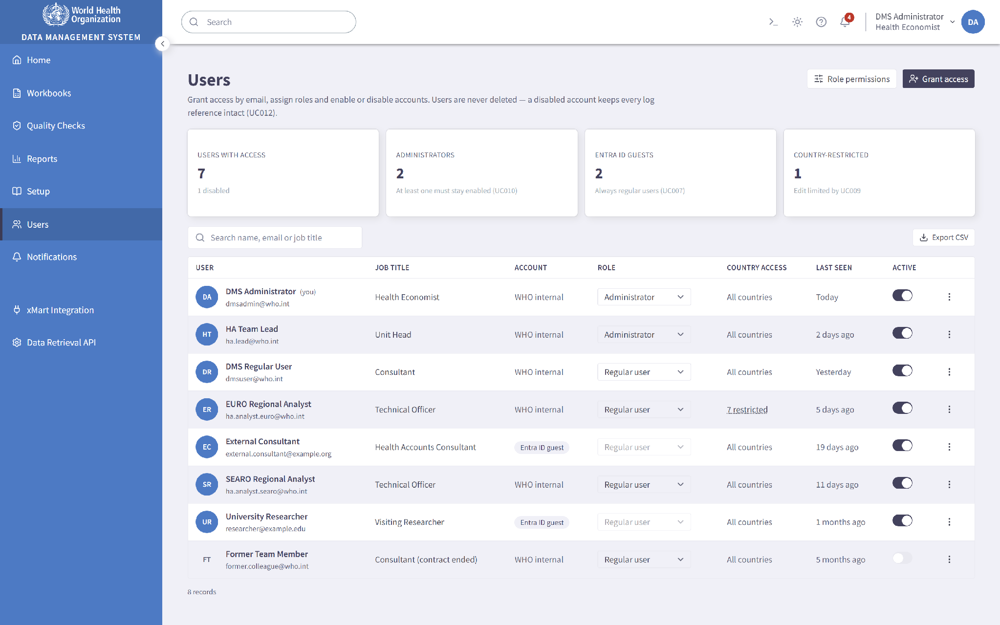 World Health
Organization
DATA MANAGEMENT SYSTEM
Home
Workbooks
Quality Checks
Reports
Setup
Users
Notifications
xMart Integration
Data Retrieval API
Search
4
DMS Administrator
Health Economist
DA
Users
Role permissions
Grant access
Grant access by email, assign roles and enable or disable accounts. Users are never deleted — a disabled account keeps every log
reference intact (UC012).
USERS WITH ACCESS
7
1 disabled
ADMINISTRATORS
2
At least one must stay enabled (UC010)
ENTRA ID GUESTS
2
Always regular users (UC007)
COUNTRY-RESTRICTED
1
Edit limited by UC009
Search name, email or job title
Export CSV
USER JOB TITLE ACCOUNT ROLE COUNTRY ACCESS LAST SEEN ACTIVE
DA DMS Administrator (you) Health Economist WHO internal Administrator All countries Today
dmsadmin@who.int
HT HA Team Lead Unit Head WHO internal Administrator All countries 2 days ago
ha.lead@who.int
DR DMS Regular User Consultant WHO internal Regular user All countries Yesterday
dmsuser@who.int
ER EURO Regional Analyst Technical Officer WHO internal Regular user 7 restricted 5 days ago
ha.analyst.euro@who.int
EC External Consultant Health Accounts Consultant Entra ID guest Regular user All countries 19 days ago
external.consultant@example.org
SR SEARO Regional Analyst Technical Officer WHO internal Regular user All countries 11 days ago
ha.analyst.searo@who.int
UR University Researcher Visiting Researcher Entra ID guest Regular user All countries 1 months ago
researcher@example.edu
FT Former Team Member Consultant (contract ended) WHO internal Regular user All countries 5 months ago
former.colleague@who.int
8 records